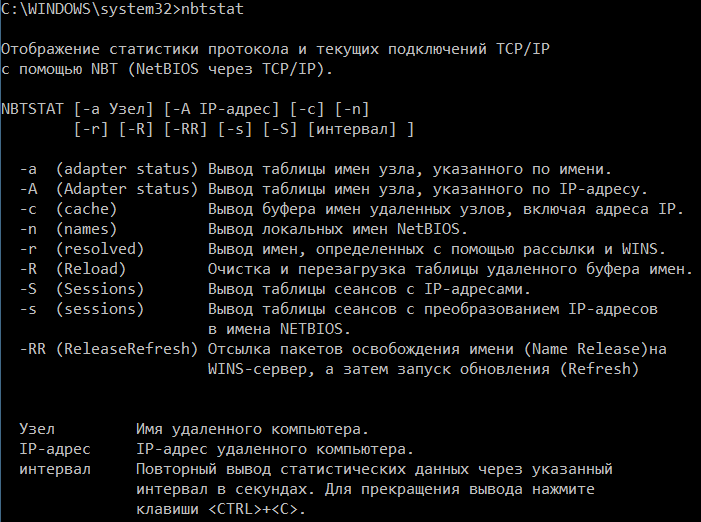 C:\WINDOWS\system32>nbtstat
Отображение статистики протокола и текущих подключений TCP/IP
с помощью NBT (NetBIOS через TCP/IP).
NBTSTAT [-a Узел] [-A IP-адрес] [-c] [-n]
[-r] [-R] [-RR] [-s] [-S] [интервал] ]
-a (adapter status) Вывод таблицы имен узла, указанного по имени.
-A (Adapter status) Вывод таблицы имен узла, указанного по IP-адресу.
-c (cache) Вывод буфера имен удаленных узлов, включая адреса IP.
-n (names) Вывод локальных имен NetBIOS.
-r (resolved) Вывод имен, определенных с помощью рассылки и WINS.
-R (Reload) Очистка и перезагрузка таблицы удаленного буфера имен.
-S (Sessions) Вывод таблицы сеансов с IP-адресами.
-s (sessions) Вывод таблицы сеансов с преобразованием IP-адресов
в имена NETBIOS.
-RR (ReleaseRefresh) Отсылка пакетов освобождения имени (Name Release)на
WINS-сервер, а затем запуск обновления (Refresh)
Узел Имя удаленного компьютера.
IP-адрес IP-адрес удаленного компьютера.
интервал Повторный вывод статистических данных через указанный
интервал в секундах. Для прекращения вывода нажмите
клавиши <CTRL>+<C>.